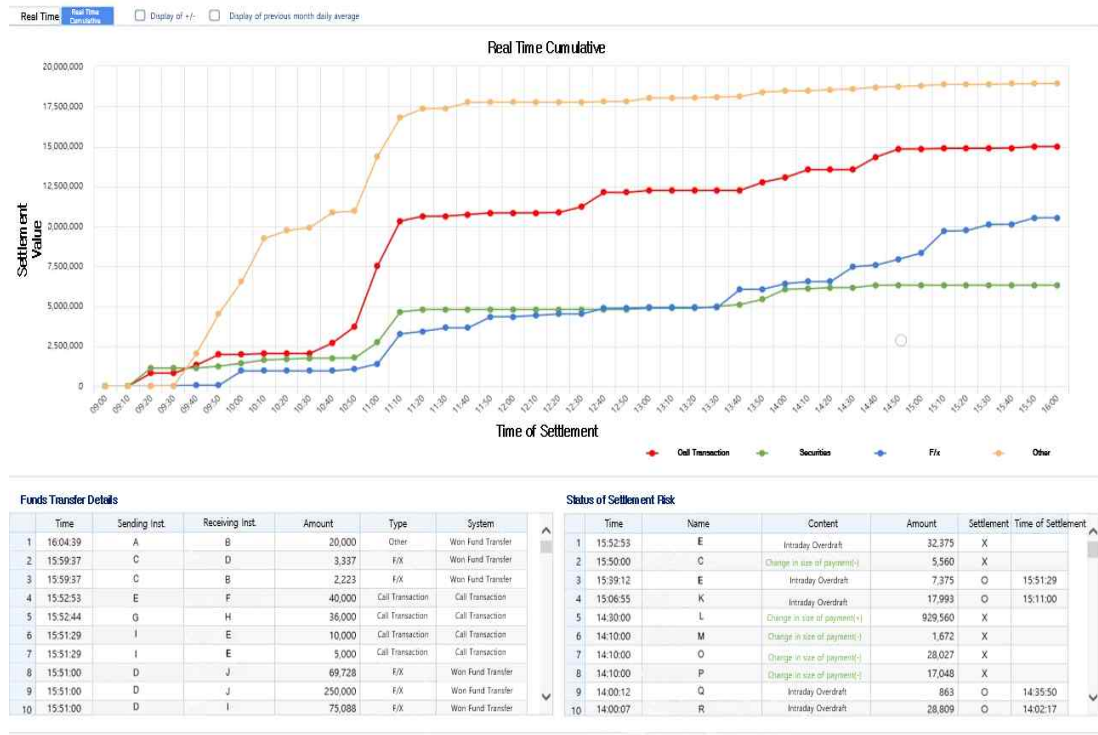 Real Time
Real Time Cumulative
Display of +/-
Display of previous month daily average
Real Time Cumulative
20,000,000
17,500,000
15,000,000
12,500,000
2,000,000
7,500,000
5,000,000
2,500,000
0
Settlement Value
09:00 09:10 09:20 09:30 09:40 09:50 10:00 10:10 10:20 10:30 10:40 10:50 11:00 11:10 11:20 11:30 11:40 11:50 12:00 12:10 12:20 12:30 12:40 12:50 13:00 13:10 13:20 13:30 13:40 13:50 14:00 14:10 14:20 14:30 14:40 14:50 15:00 15:10 15:20 15:30 15:40 15:50 16:00
Time of Settlement
Call Transaction Securities F/x Other
Funds Transfer Details
Time Sending Inst. Receiving Inst. Amount Type System
1 16:04:39 A B 20,000 Other Won Fund Transfer
2 15:59:37 C D 3,337 F/X Won Fund Transfer
3 15:59:37 C B 2,223 F/X Won Fund Transfer
4 15:52:53 E F 40,000 Call Transaction Call Transaction
5 15:52:44 G H 36,000 Call Transaction Call Transaction
6 15:51:29 I E 10,000 Call Transaction Call Transaction
7 15:51:29 I E 5,000 Call Transaction Call Transaction
8 15:51:00 D J 69,728 F/X Won Fund Transfer
9 15:51:00 D J 250,000 F/X Won Fund Transfer
10 15:51:00 D I 75,088 F/X Won Fund Transfer
Status of Settlement Risk
Time Name Content Amount Settlement Time of Settlement
1 15:52:53 E Intraday Overdraft 32,375 X
2 15:50:00 C Change in size of payment(-) 5,560 X
3 15:39:12 E Intraday Overdraft 7,375 O 15:51:29
4 15:06:55 K Intraday Overdraft 17,993 O 15:11:00
5 14:30:00 L Change in size of payment(+) 929,560 X
6 14:10:00 M Change in size of payment(-) 1,672 X
7 14:10:00 O Change in size of payment(-) 28,027 X
8 14:10:00 P Change in size of payment(-) 17,048 X
9 14:00:12 Q Intraday Overdraft 863 O 14:35:50
10 14:00:07 R Intraday Overdraft 28,809 O 14:02:17